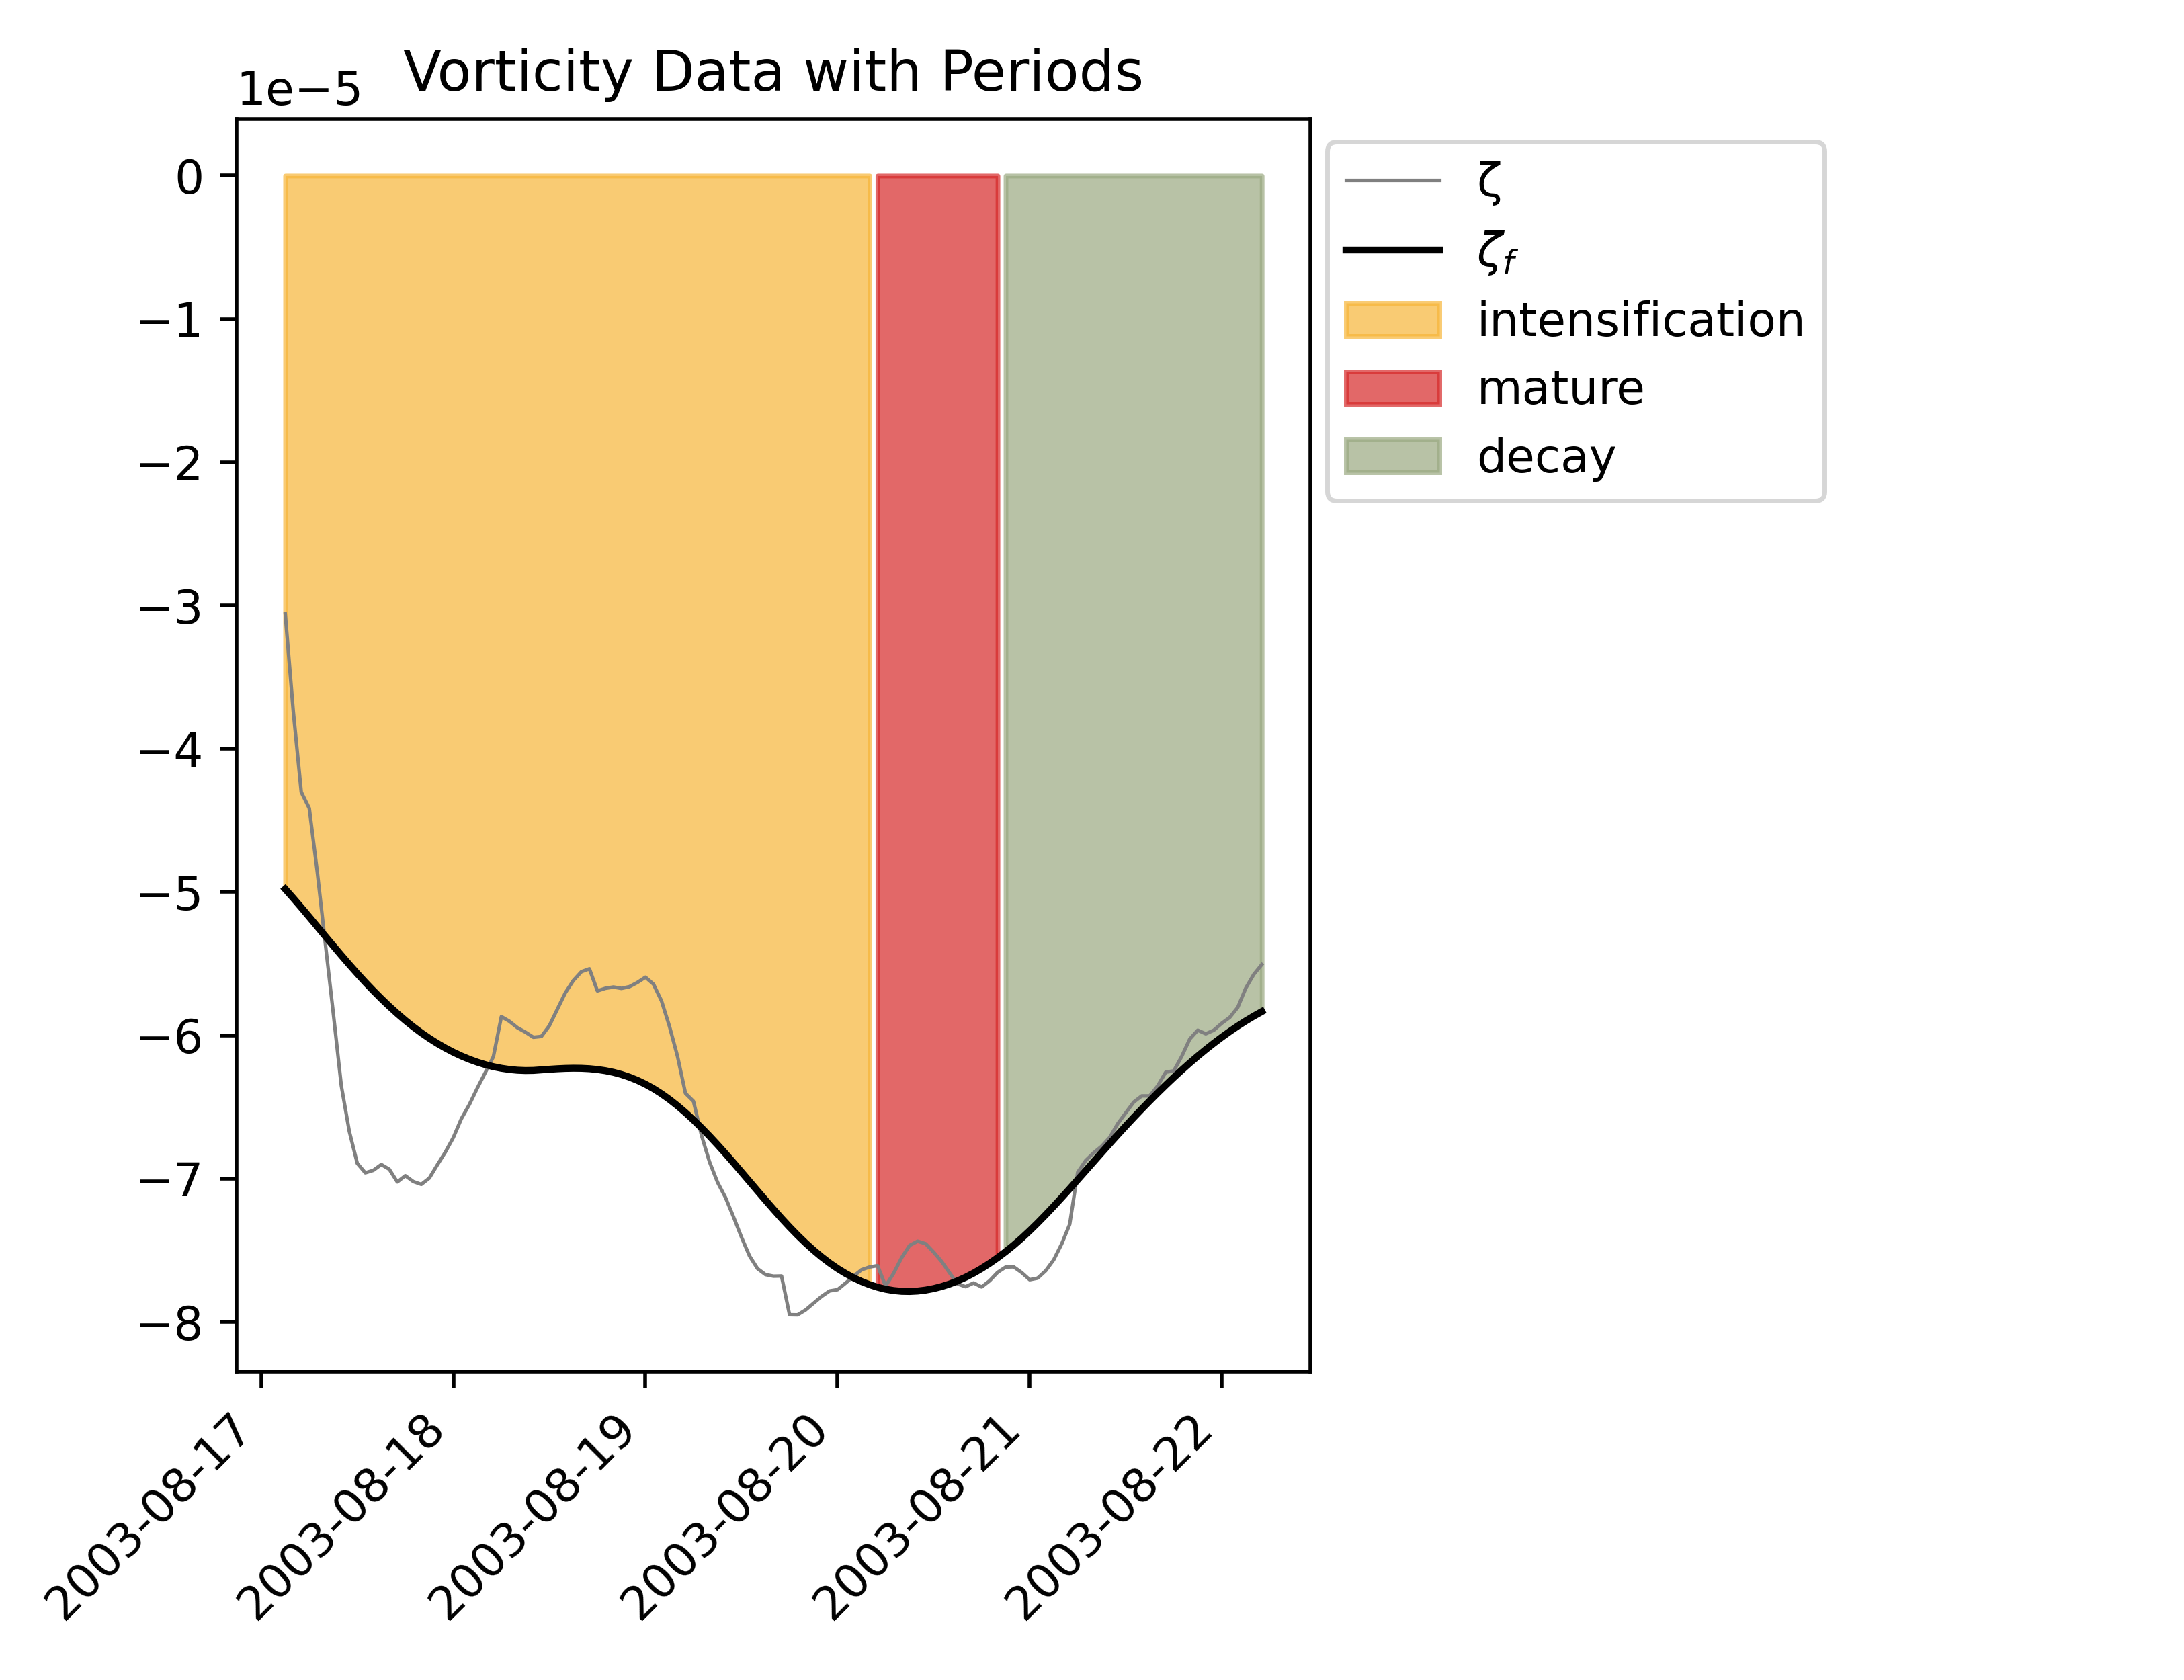 Vorticity Data with Periods
1e−5
0
−1
−2
−3
−4
−5
−6
−7
−8
2003-08-17
2003-08-18
2003-08-19
2003-08-20
2003-08-21
2003-08-22
ζ
ζf
intensification
mature
decay